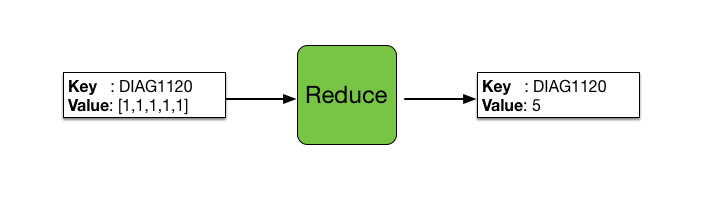 Key : DIAG1120
Value: [1,1,1,1,1]
Reduce
Key : DIAG1120
Value: 5